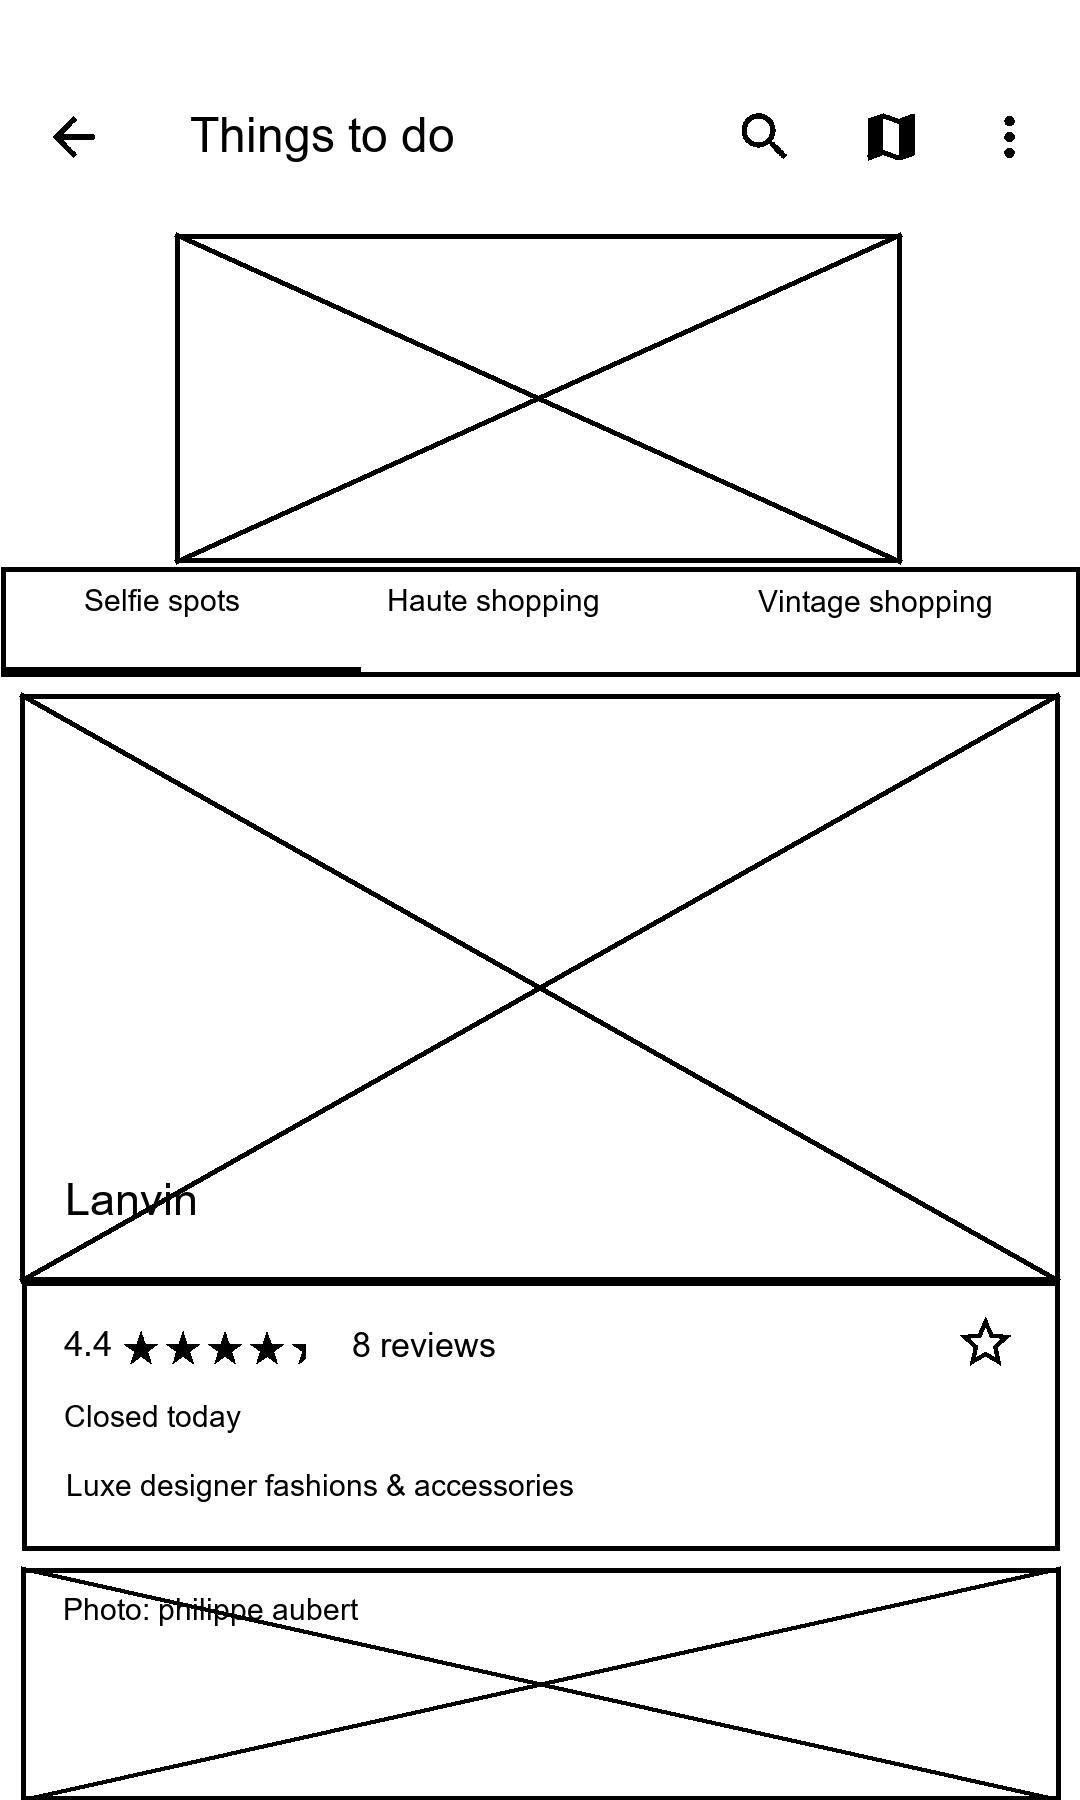 Things to do
Selfie spots
Haute shopping
Vintage shopping
Lanvin
4.4
8 reviews
Closed today
Luxe designer fashions & accessories
Photo: philippe aubert